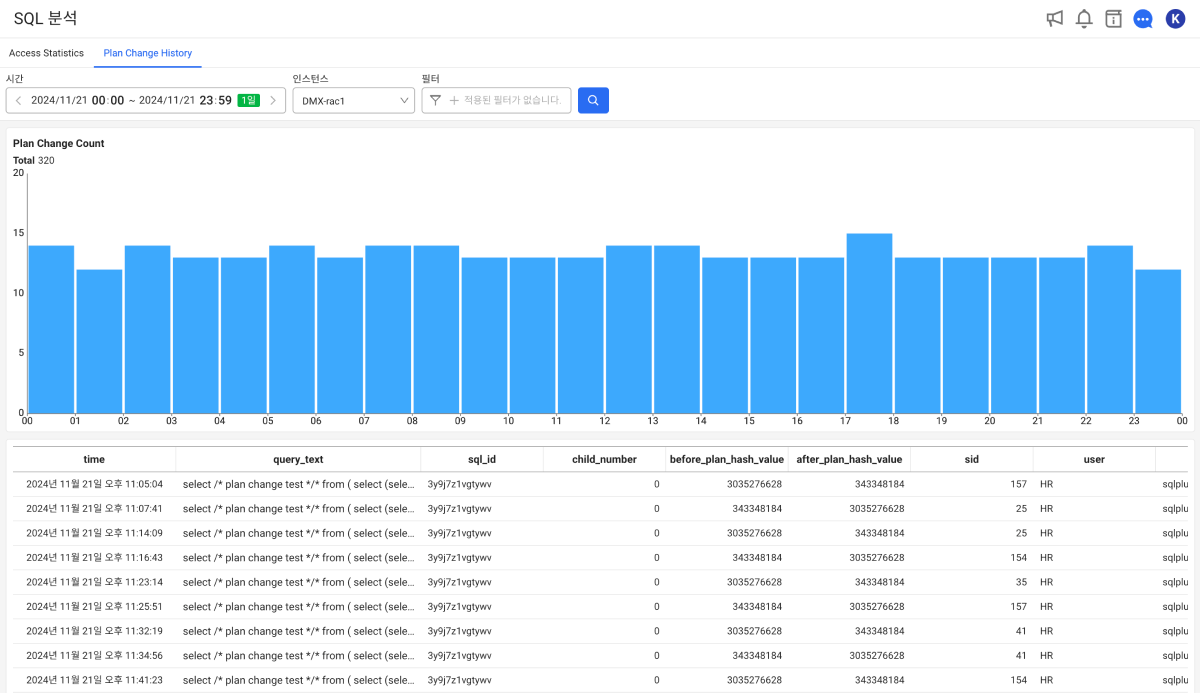 SQL 분석
K
Access Statistics Plan Change History
시간 인스턴스 필터
2024/11/21 00:00 ~ 2024/11/21 23:59 1일 DMX-rac1 적용된 필터가 없습니다.
Plan Change Count
Total 320
20
15
10
5
0
00 01 02 03 04 05 06 07 08 09 10 11 12 13 14 15 16 17 18 19 20 21 22 23 00
time query_text sql_id child_number before_plan_hash_value after_plan_hash_value sid user
2024년 11월 21일 오후 11:05:04 select /* plan change test */* from ( select (sele... 3y9j7z1vgtywv 0 3035276628 343348184 157 HR sqlplu
2024년 11월 21일 오후 11:07:41 select /* plan change test */* from ( select (sele... 3y9j7z1vgtywv 0 343348184 3035276628 25 HR sqlplu
2024년 11월 21일 오후 11:14:09 select /* plan change test */* from ( select (sele... 3y9j7z1vgtywv 0 3035276628 343348184 25 HR sqlplu
2024년 11월 21일 오후 11:16:43 select /* plan change test */* from ( select (sele... 3y9j7z1vgtywv 0 343348184 3035276628 154 HR sqlplu
2024년 11월 21일 오후 11:23:14 select /* plan change test */* from ( select (sele... 3y9j7z1vgtywv 0 3035276628 343348184 35 HR sqlplu
2024년 11월 21일 오후 11:25:51 select /* plan change test */* from ( select (sele... 3y9j7z1vgtywv 0 343348184 3035276628 157 HR sqlplu
2024년 11월 21일 오후 11:32:19 select /* plan change test */* from ( select (sele... 3y9j7z1vgtywv 0 3035276628 343348184 41 HR sqlplu
2024년 11월 21일 오후 11:34:56 select /* plan change test */* from ( select (sele... 3y9j7z1vgtywv 0 343348184 3035276628 41 HR sqlplu
2024년 11월 21일 오후 11:41:23 select /* plan change test */* from ( select (sele... 3y9j7z1vgtywv 0 3035276628 343348184 154 HR sqlplu